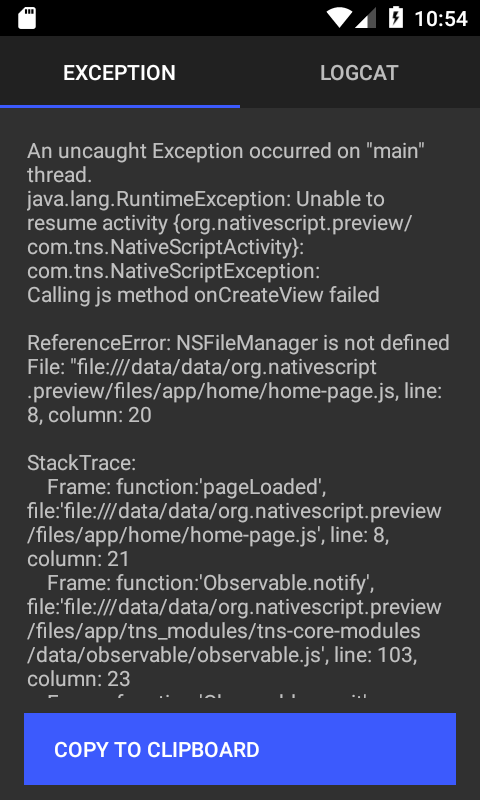 10:54
EXCEPTION
LOGCAT
An uncaught Exception occurred on "main"
thread.
java.lang.RuntimeException: Unable to
resume activity {org.nativescript.preview/
com.tns.NativeScriptActivity}:
com.tns.NativeScriptException:
Calling js method onCreateView failed
ReferenceError: NSFileManager is not defined
File: "file:///data/data/org.nativescript
.preview/files/app/home/home-page.js, line:
8, column: 20
StackTrace:
Frame: function:'pageLoaded',
file:'file:///data/data/org.nativescript.preview
/files/app/home/home-page.js', line: 8,
column: 21
Frame: function:'Observable.notify',
file:'file:///data/data/org.nativescript.preview
/files/app/tns_modules/tns-core-modules
/data/observable/observable.js', line: 103,
column: 23
COPY TO CLIPBOARD